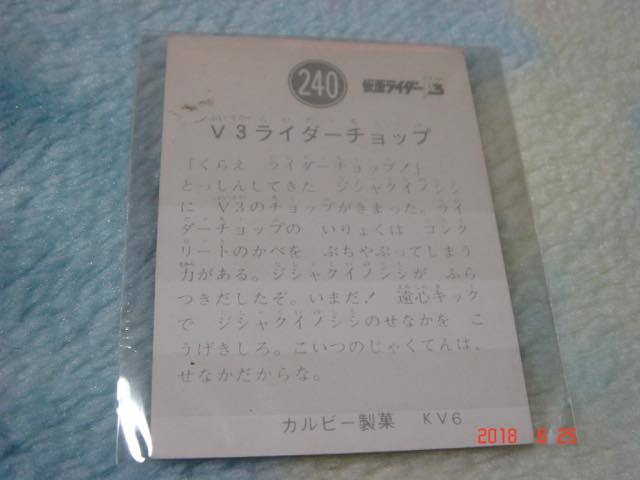 240
仮面ライダーV3
V3ライダーチョップ
「くらえ ライダーチョップ!」
とっしんしてきた ジシャクイノシシ
に V3のチョップがきまった。ライ
ダーチョップの いりょくは コンク
リートのかべを ぶちやぶってしまう
力がある。ジシャクイノシシが ふら
つきだしたぞ。いまだ! 遠心キック
で ジシャクイノシシのせなかを こ
うげきしろ。こいつのじゃくてんは、
せなかだからな。
カルビー製菓 KV6
2018 6 25